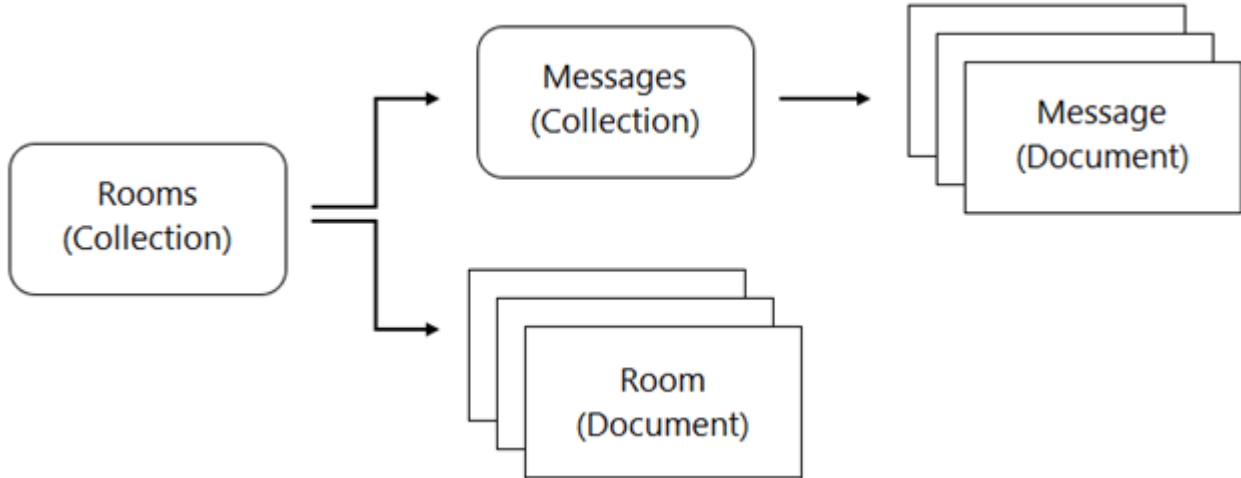 Messages
(Collection)
Message
(Document)
Rooms
(Collection)
Room
(Document)